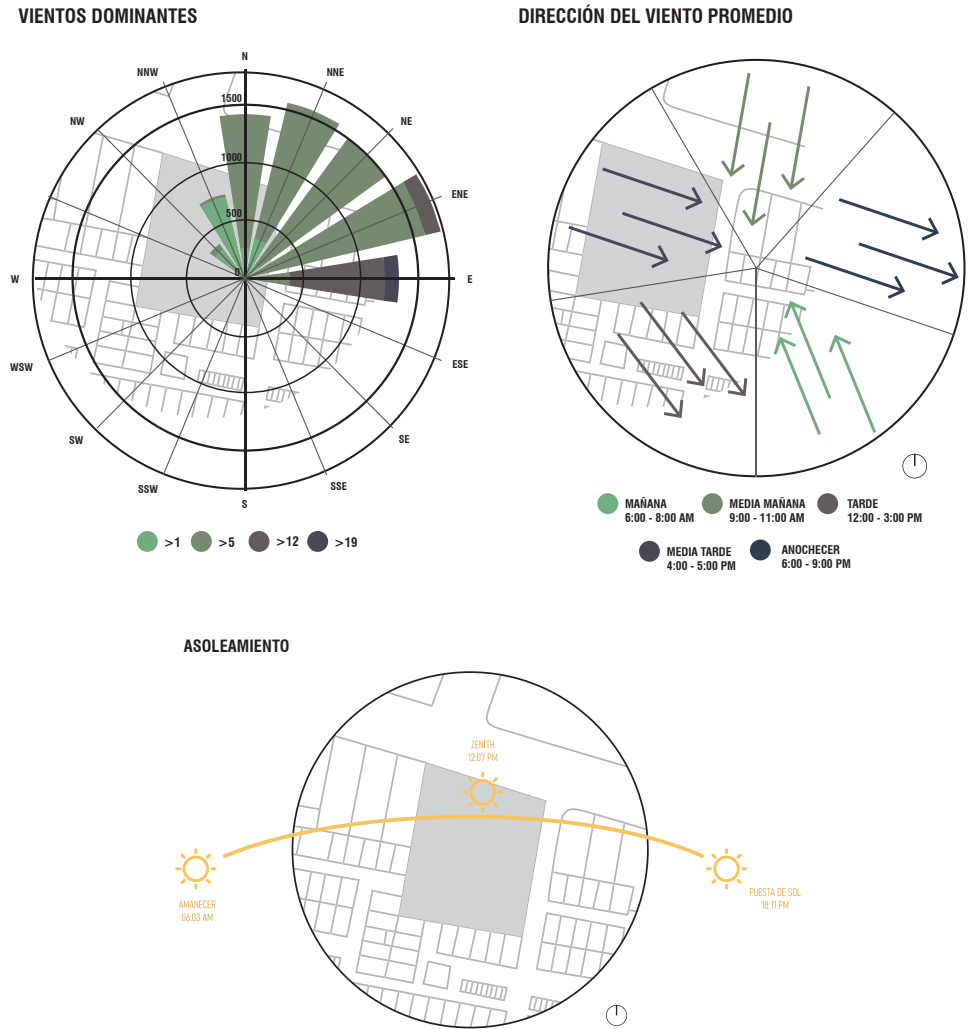 VIENTOS DOMINANTES
DIRECCIÓN DEL VIENTO PROMEDIO
N
NNW
NNE
NW
NE
ENE
W
E
WSW
ESE
SW
SE
SSW
SSE
S
1500
1000
500
0
>1
>5
>12
>19
MAÑANA
6:00 - 8:00 AM
MEDIA MAÑANA
9:00 - 11:00 AM
TARDE
12:00 - 3:00 PM
MEDIA TARDE
4:00 - 5:00 PM
ANOCHECER
6:00 - 9:00 PM
ASOLEAMIENTO
ZENITH
12:07 PM
AMANECER
06:03 AM
PUESTA DE SOL
18:11 PM